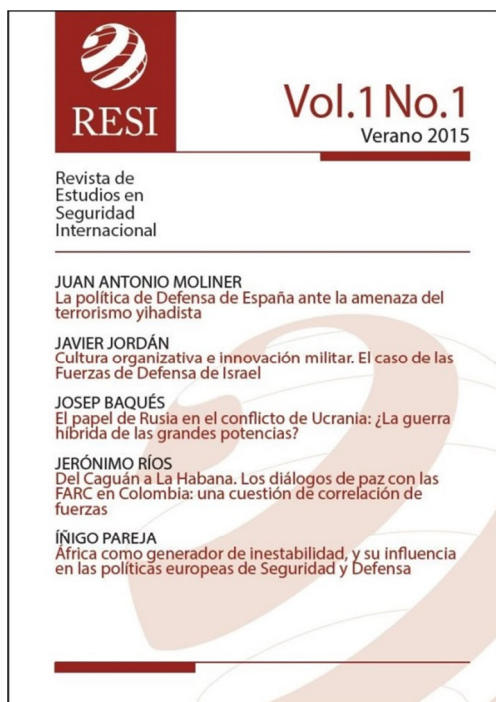 RESI
Vol.1 No.1
Verano 2015
Revista de
Estudios en
Seguridad
Internacional
JUAN ANTONIO MOLINER
La política de Defensa de España ante la amenaza del
terrorismo yihadista
JAVIER JORDÁN
Cultura organizativa e innovación militar. El caso de las
Fuerzas de Defensa de Israel
JOSEP BAQUÉS
El papel de Rusia en el conflicto de Ucrania: ¿La guerra
híbrida de las grandes potencias?
JERÓNIMO RÍOS
Del Caguán a La Habana. Los diálogos de paz con las
FARC en Colombia: una cuestión de correlación de
fuerzas
ÍÑIGO PAREJA
África como generador de inestabilidad, y su influencia
en las políticas europeas de Seguridad y Defensa